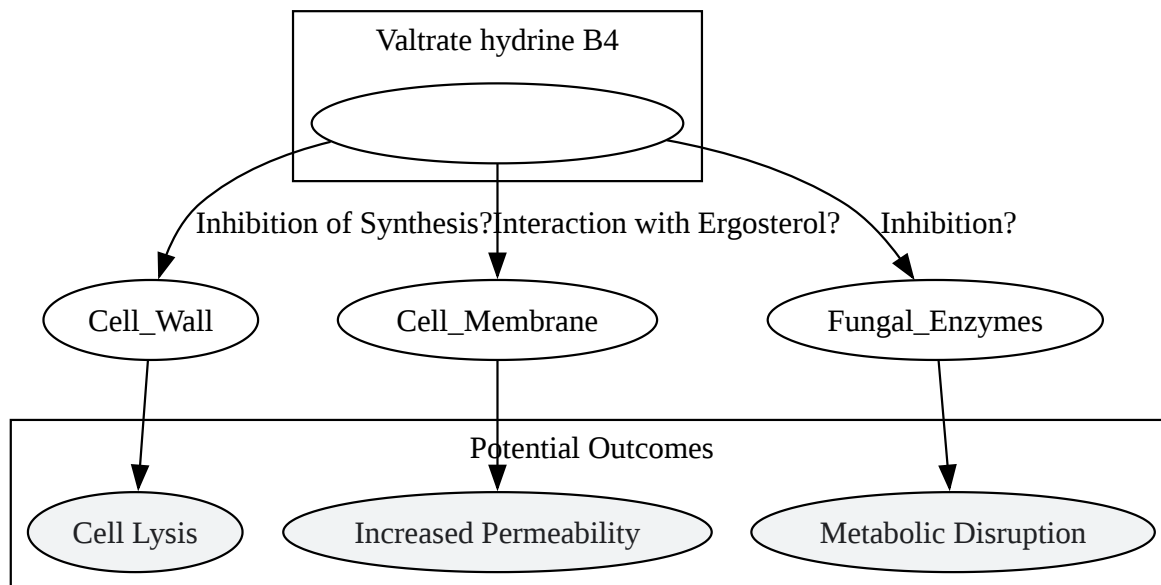 Valtrate hydrine B4
Inhibition of Synthesis?
Interaction with Ergosterol?
Inhibition?
Cell_Wall
Cell_Membrane
Fungal_Enzymes
Potential Outcomes
Cell Lysis
Increased Permeability
Metabolic Disruption